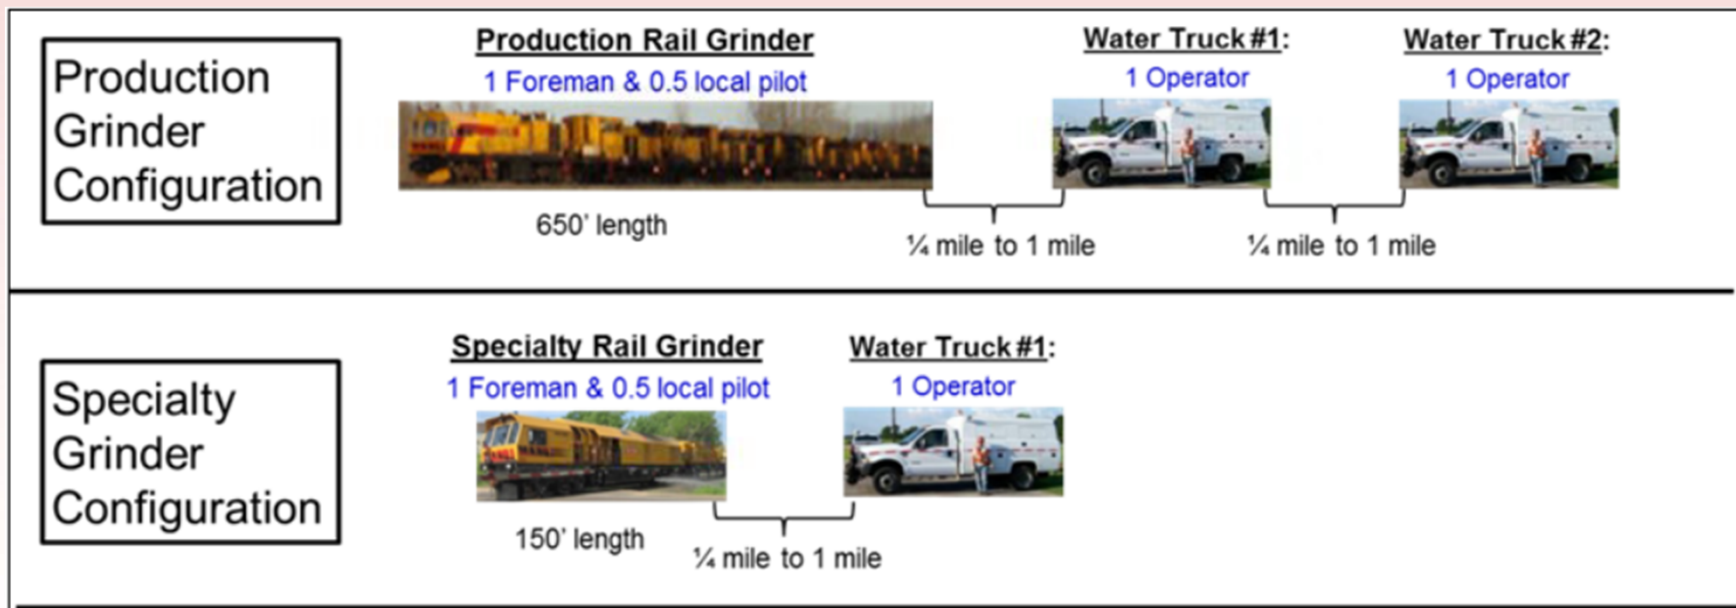 Production
Grinder
Configuration
Production Rail Grinder
1 Foreman & 0.5 local pilot
650’ length
Water Truck #1:
1 Operator
Water Truck #2:
1 Operator
¼ mile to 1 mile
¼ mile to 1 mile
Specialty
Grinder
Configuration
Specialty Rail Grinder
1 Foreman & 0.5 local pilot
150’ length
Water Truck #1:
1 Operator
¼ mile to 1 mile